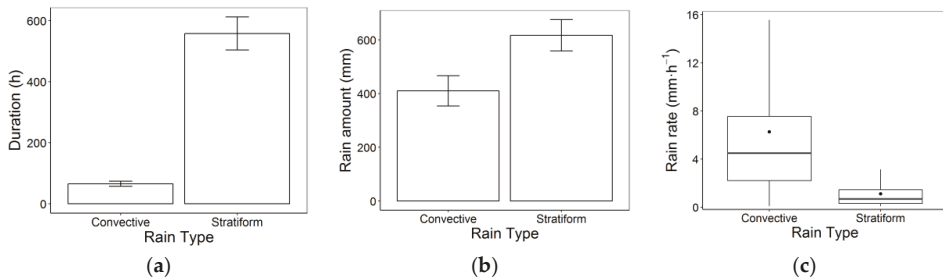 Duration (h)
600
400
200
0
Convective
Stratiform
Rain Type
(a)
Rain amount (mm)
600
400
200
0
Convective
Stratiform
Rain Type
(b)
Rain rate (mm·h⁻¹)
16
12
8
4
0
Convective
Stratiform
Rain Type
(c)